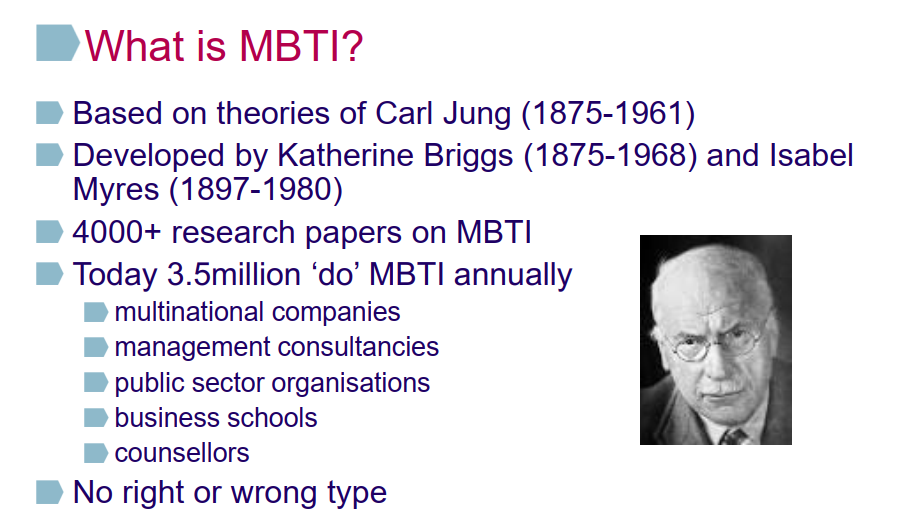 What is MBTI?
Based on theories of Carl Jung (1875-1961)
Developed by Katherine Briggs (1875-1968) and Isabel
Myres (1897-1980)
4000+ research papers on MBTI
Today 3.5million ‘do’ MBTI annually
multinational companies
management consultancies
public sector organisations
business schools
counsellors
No right or wrong type